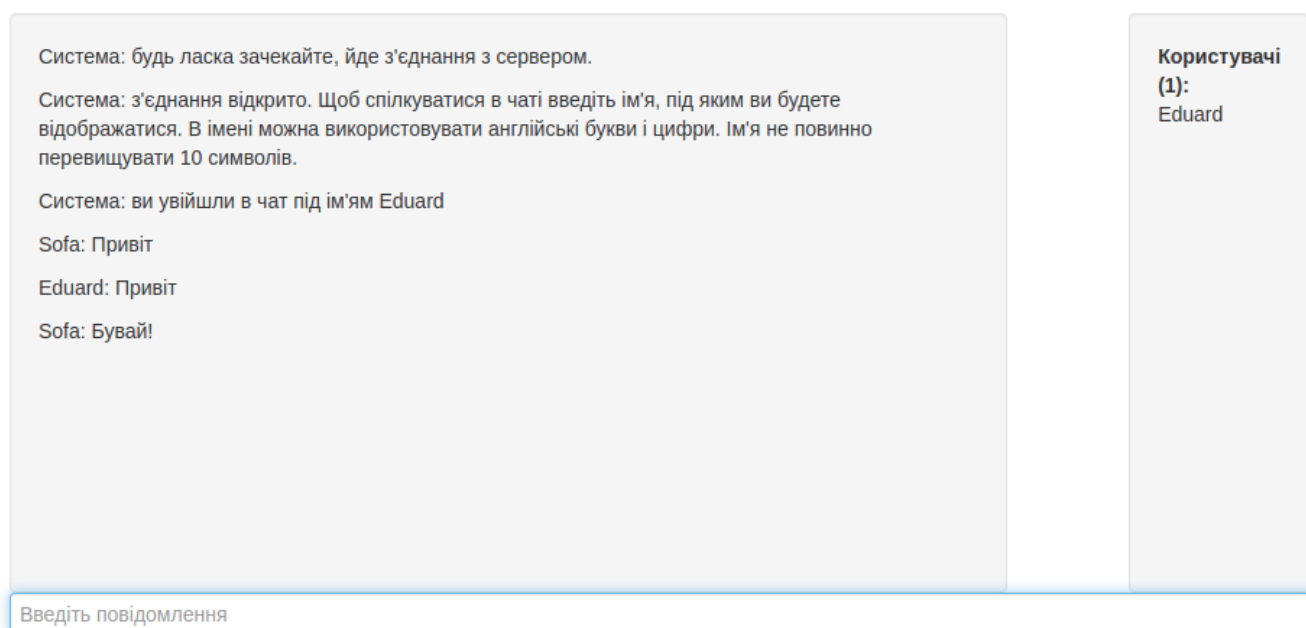 Система: будь ласка зачекайте, йде з'єднання з сервером.
Система: з'єднання відкрито. Щоб спілкуватися в чаті введіть ім'я, під яким ви будете
відображатися. В імені можна використовувати англійські букви і цифри. Ім'я не повинно
перевищувати 10 символів.
Система: ви увійшли в чат під ім'ям Eduard
Sofa: Привіт
Eduard: Привіт
Sofa: Бувай!
Користувачі
(1):
Eduard
Введіть повідомлення